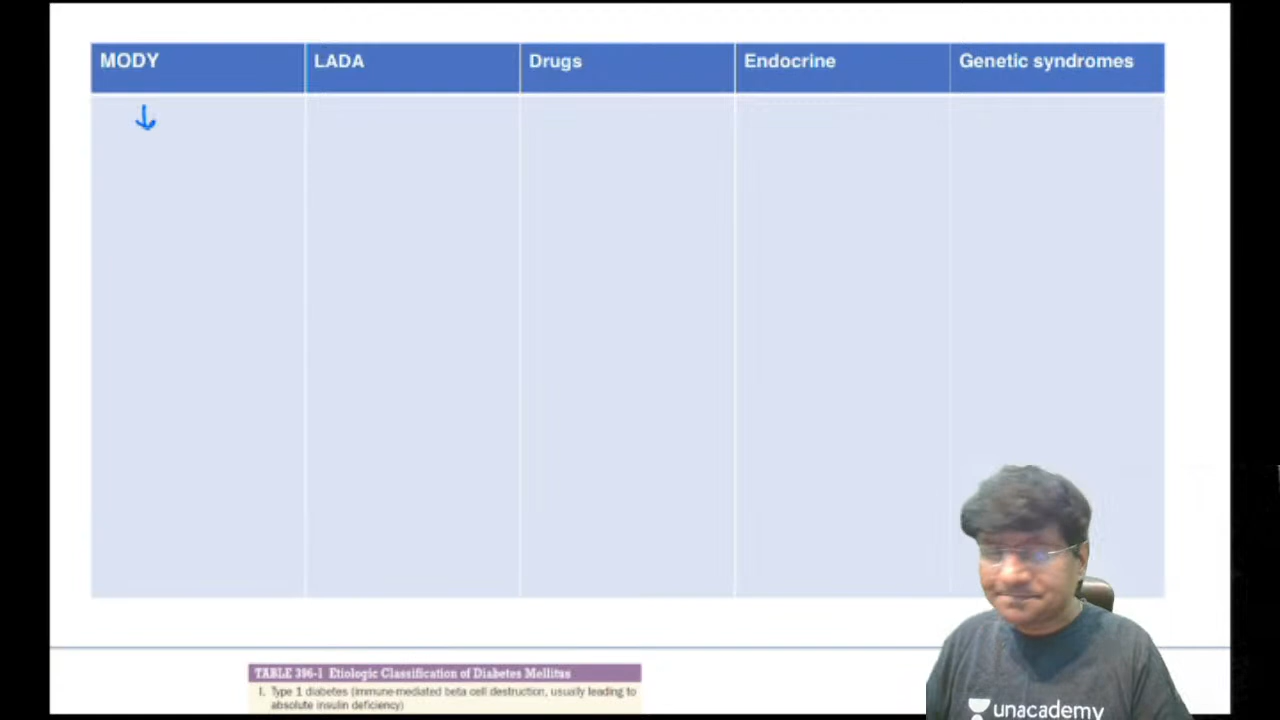 MODY LADA Drugs Endocrine Genetic syndromes
TABLE 396-1 Etiologic Classification of Diabetes Mellitus
I. Type 1 diabetes (immune-mediated beta cell destruction, usually leading to
absolute insulin deficiency)
unacademy